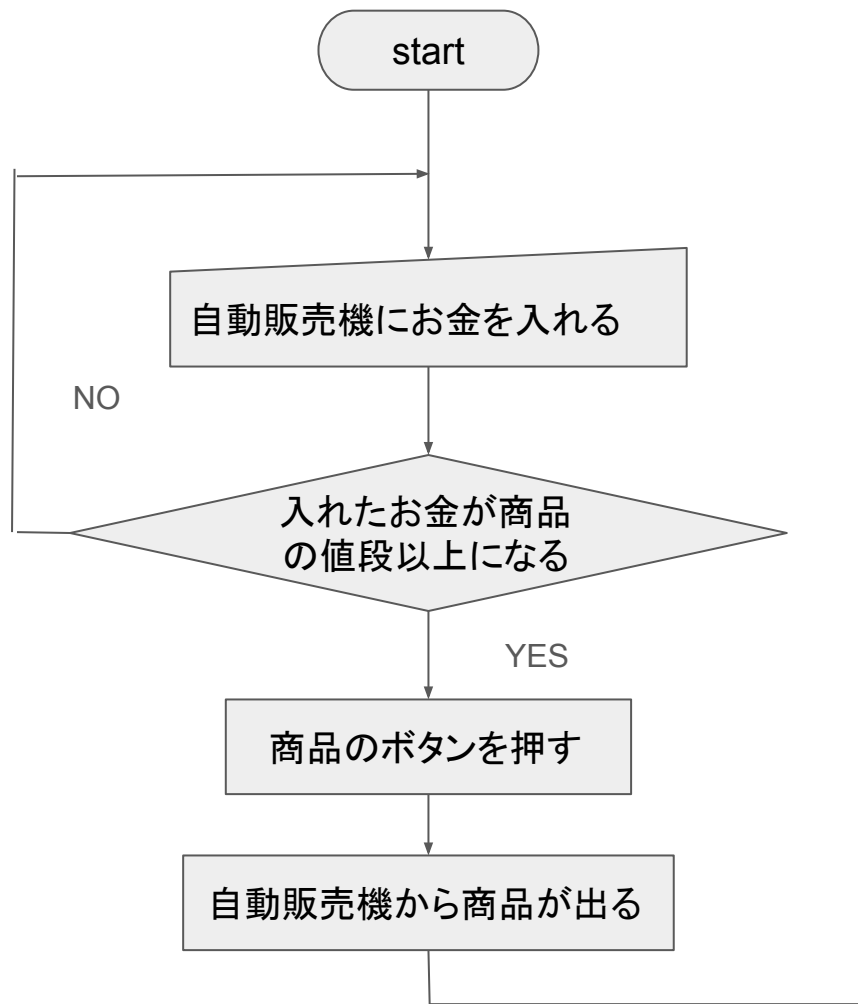 start
自動販売機にお金を入れる
NO
入れたお金が商品
の値段以上になる
YES
商品のボタンを押す
自動販売機から商品が出る